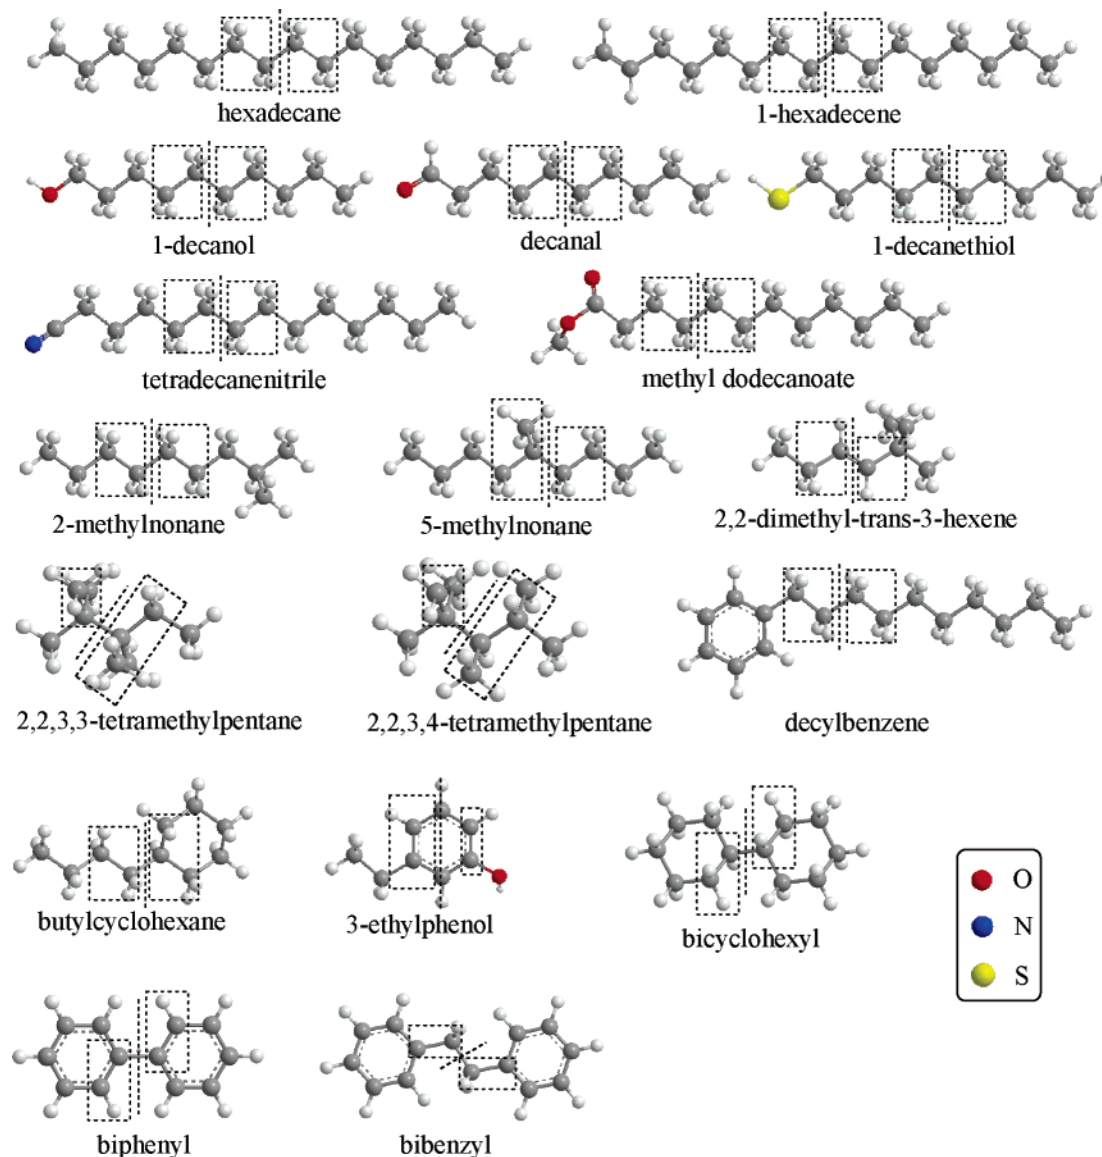 hexadecane
1-hexadecene
1-decanol
decanal
1-decanethiol
tetradecanenitrile
methyl dodecanoate
2-methylnonane
5-methylnonane
2,2-dimethyl-trans-3-hexene
2,2,3,3-tetramethylpentane
2,2,3,4-tetramethylpentane
decylbenzene
butylcyclohexane
3-ethylphenol
bicyclohexyl
O
N
S
biphenyl
bibenzyl